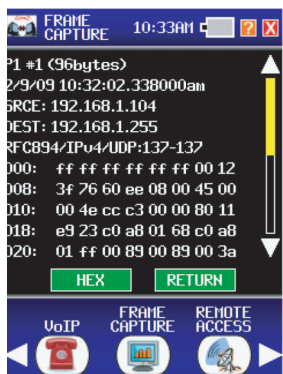 FRAME
CAPTURE
10:33AM
? X
P1 #1 (96bytes)
2/9/09 10:32:02.338000am
SRCE: 192.168.1.104
DEST: 192.168.1.255
RFC894/IPv4/UDP:137-137
000: ff ff ff ff ff ff 00 12
008: 3f 76 60 ee 08 00 45 00
010: 00 4e cc c3 00 00 80 11
018: e9 23 c0 a8 01 68 c0 a8
020: 01 ff 00 89 00 89 00 3a
HEX RETURN
VoIP
FRAME
CAPTURE
REMOTE
ACCESS